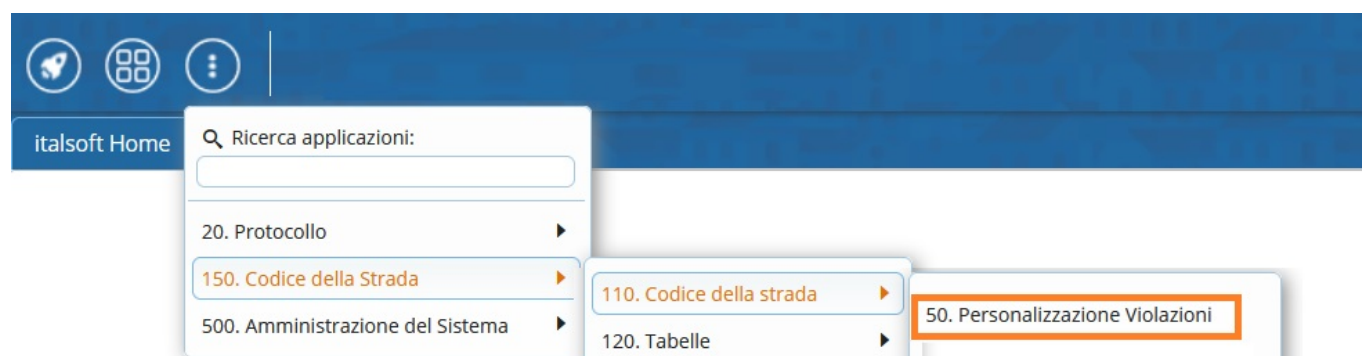 italsoft Home
Ricerca applicazioni:
20. Protocollo
150. Codice della Strada
500. Amministrazione del Sistema
110. Codice della strada
120. Tabelle
50. Personalizzazione Violazioni